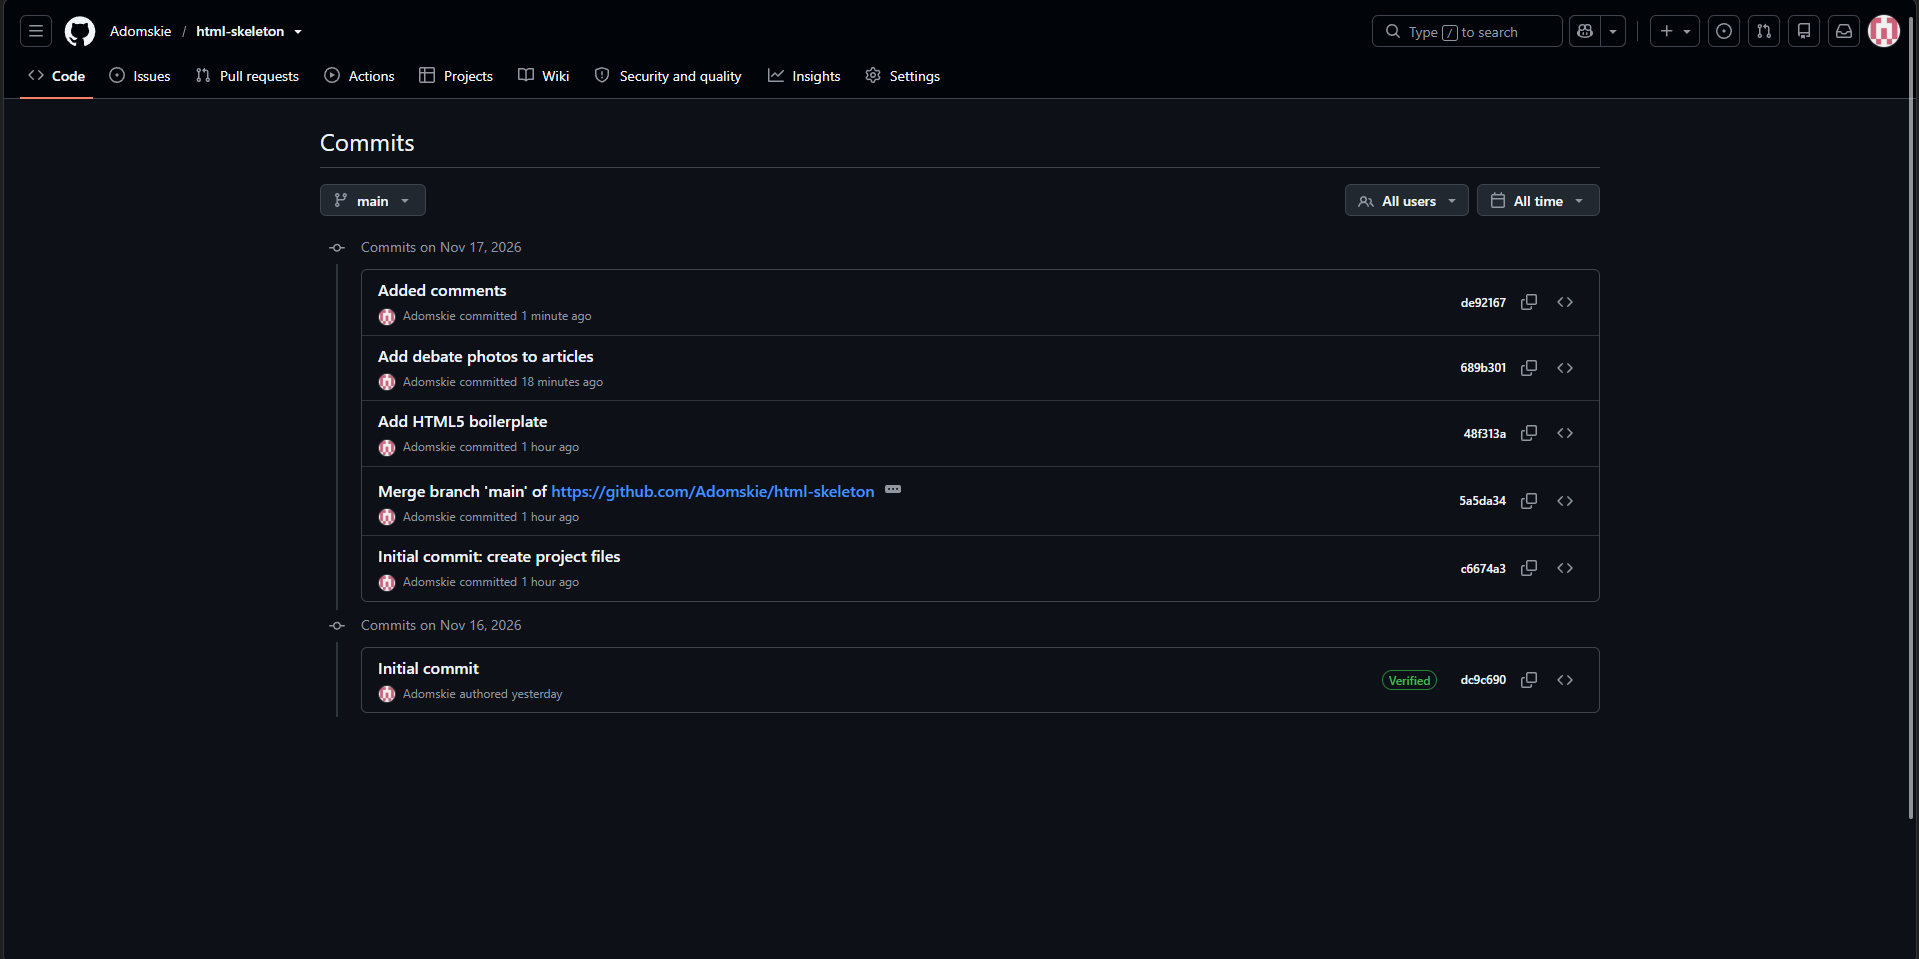 Adomskie / html-skeleton
Type / to search
Code Issues Pull requests Actions Projects Wiki Security and quality Insights Settings
Commits
main
All users All time
Commits on Nov 17, 2026
Added comments
Adomskie committed 1 minute ago
de92167
Add debate photos to articles
Adomskie committed 18 minutes ago
689b301
Add HTML5 boilerplate
Adomskie committed 1 hour ago
48f313a
Merge branch 'main' of https://github.com/Adomskie/html-skeleton
Adomskie committed 1 hour ago
5a5da34
Initial commit: create project files
Adomskie committed 1 hour ago
c6674a3
Commits on Nov 16, 2026
Initial commit
Adomskie authored yesterday
Verified dc9c690